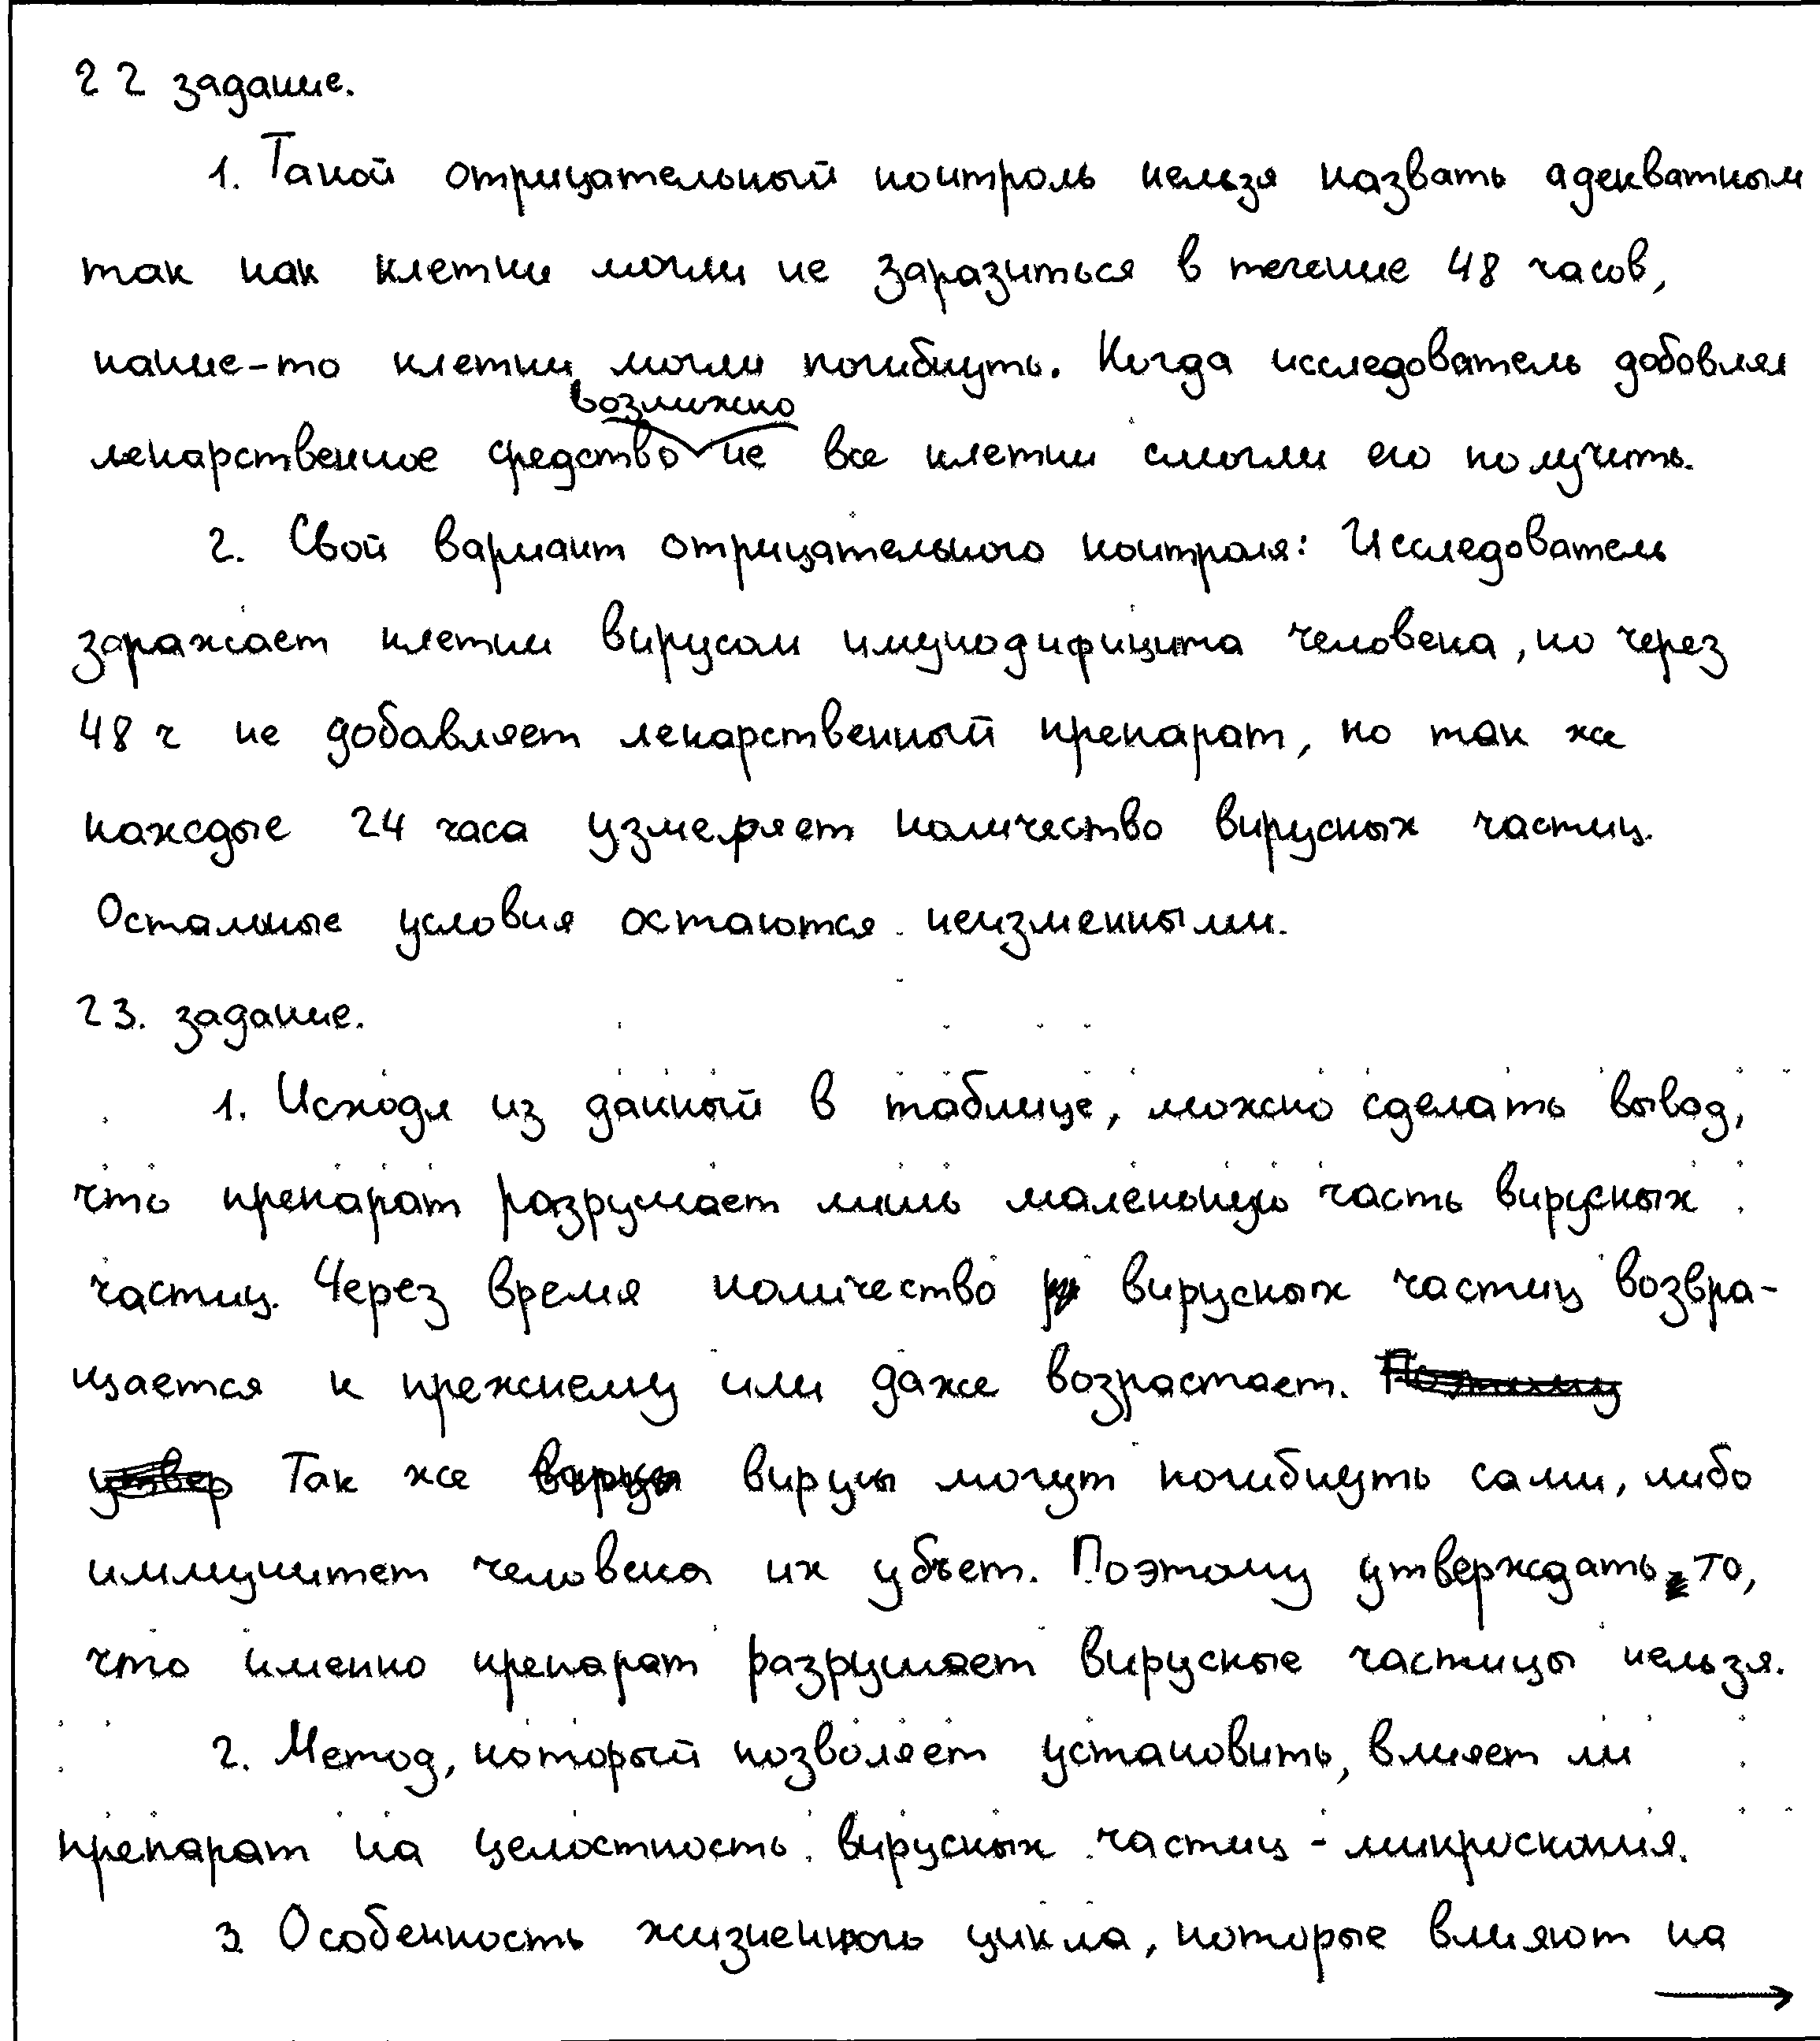 22 задание.
1. Такой отрицательный контроль нельзя назвать адекватным
так как клетки могли не заразиться в течение 48 часов,
какие-то клетки могли погибнуть. Когда исследователь добовлял
возможно
лекарственное средство не все клетки смогли его получить.
2. Свой вариант отрицательного контроля: Исследователь
заражает клетки вирусом имунодифицита человека, но через
48 ч не добавляет лекарственный препарат, но так же
каждые 24 часа измеряет количество вирусных частиц.
Остальные условия остаются неизменными.
23. задание.
1. Исходя из данный в таблице, можно сделать вывод,
что препарат разрушает лишь маленькую часть вирусных
частиц. Через время количество вирусных частиц возвра-
щается к прежнему или даже возрастает.
Так же вирусы могут погибнуть сами, либо
иммунитет человека их убьет. Поэтому утверждать то,
что именно препарат разрушает вирусные частицы нельзя.
2. Метод, который позволяет установить, влияет ли
препарат на целостность вирусных частиц - микроскопия.
3. Особенность жизненного цикла, которые влияют на
→